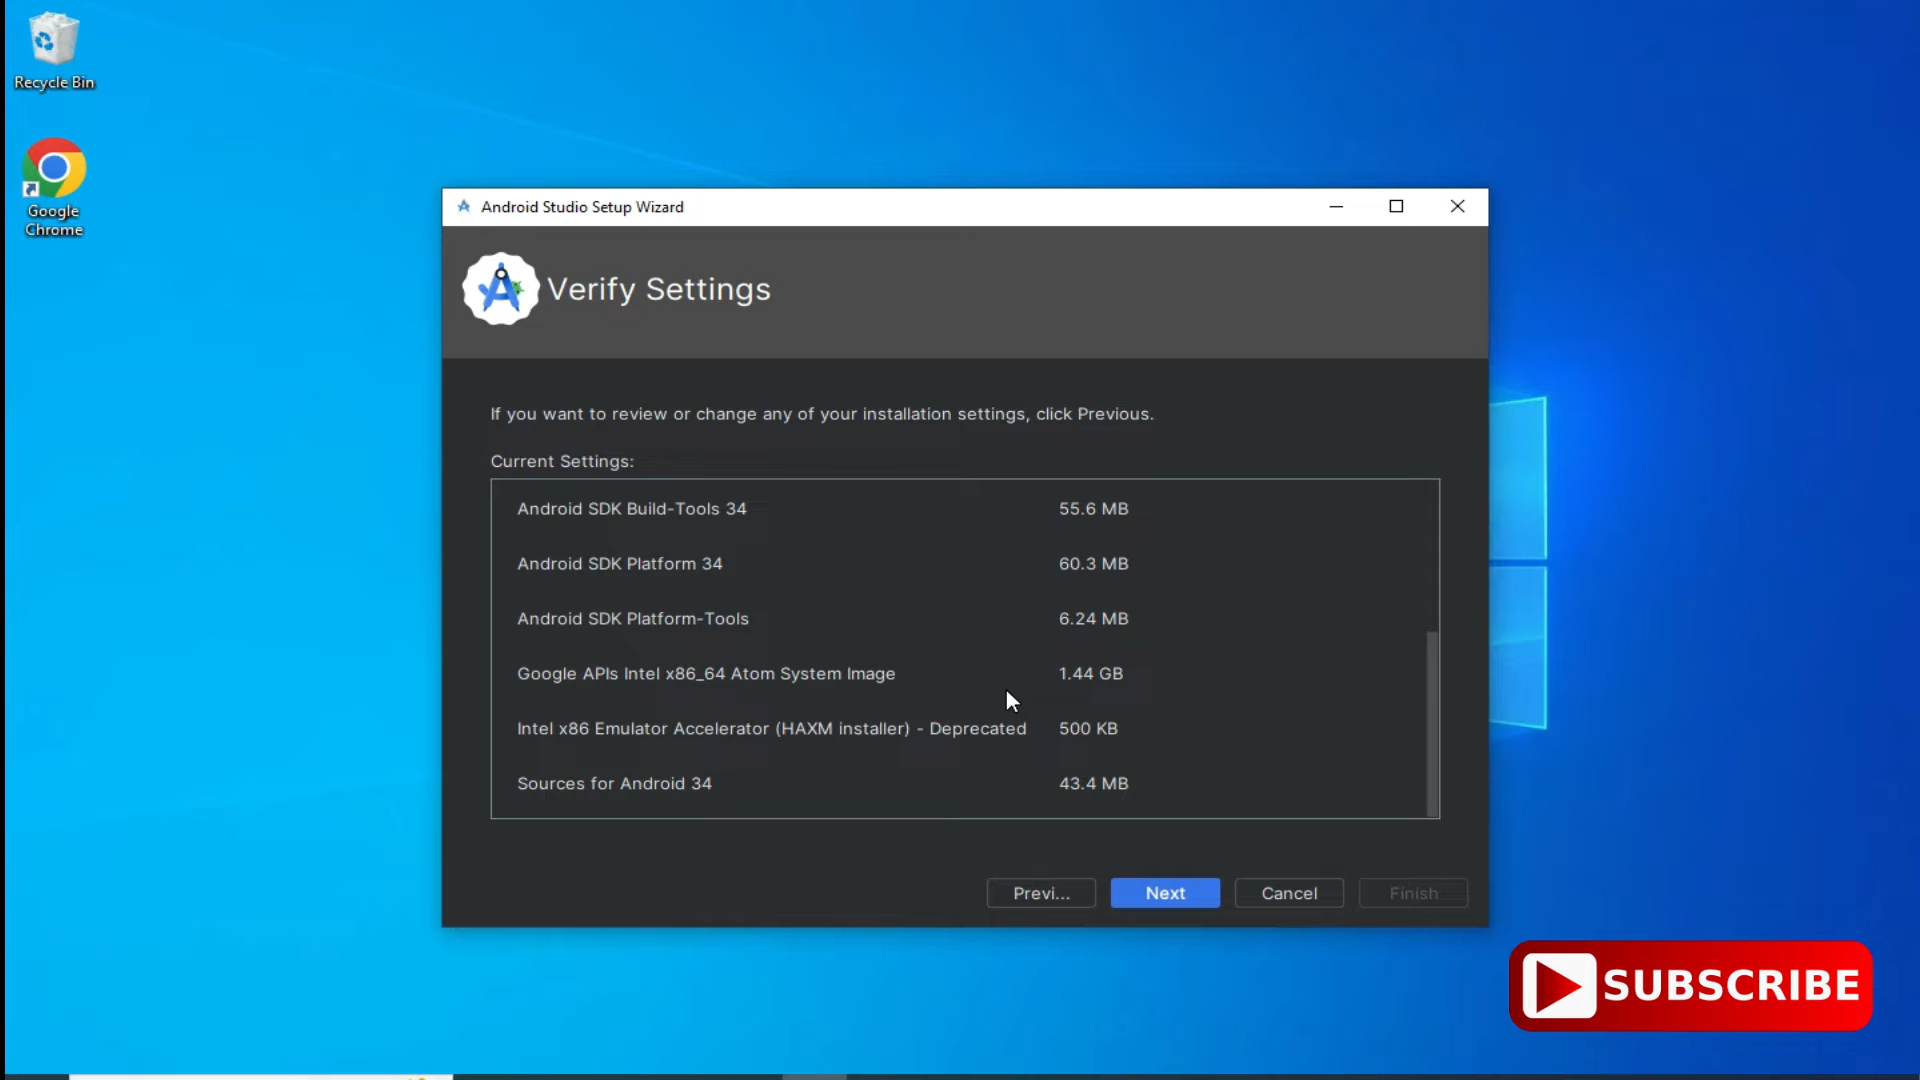 Recycle Bin
Google
Chrome
Android Studio Setup Wizard
Verify Settings
If you want to review or change any of your installation settings, click Previous.
Current Settings:
Android SDK Build-Tools 34 55.6 MB
Android SDK Platform 34 60.3 MB
Android SDK Platform-Tools 6.24 MB
Google APIs Intel x86_64 Atom System Image 1.44 GB
Intel x86 Emulator Accelerator (HAXM installer) - Deprecated 500 KB
Sources for Android 34 43.4 MB
Previ... Next Cancel Finish
SUBSCRIBE